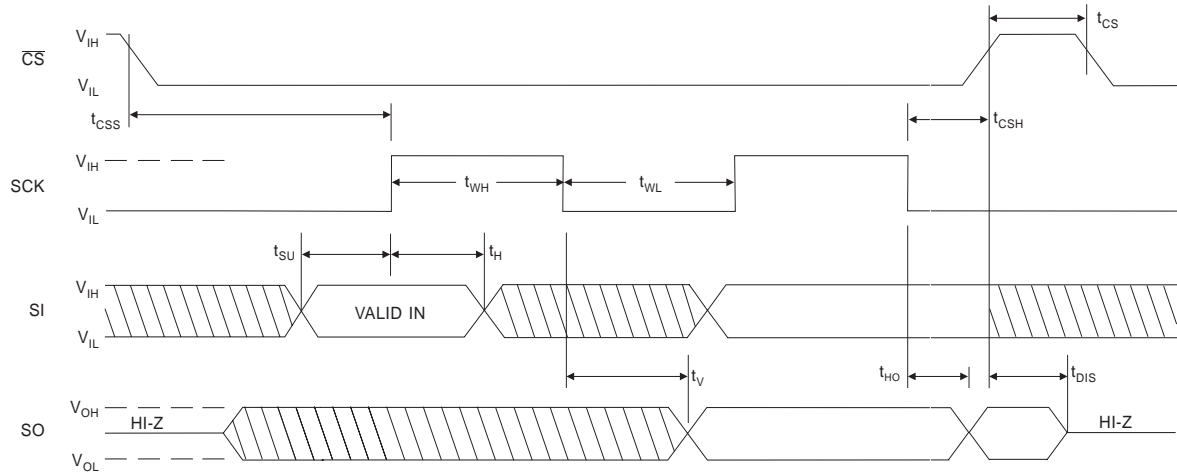 V_IH
t_CS
CS
V_IL
t_CSS
t_CSH
V_IH
SCK
t_WH
t_WL
V_IL
t_SU
t_H
V_IH
SI
VALID IN
V_IL
t_V
t_HO
t_DIS
V_OH
SO
HI-Z
HI-Z
V_OL